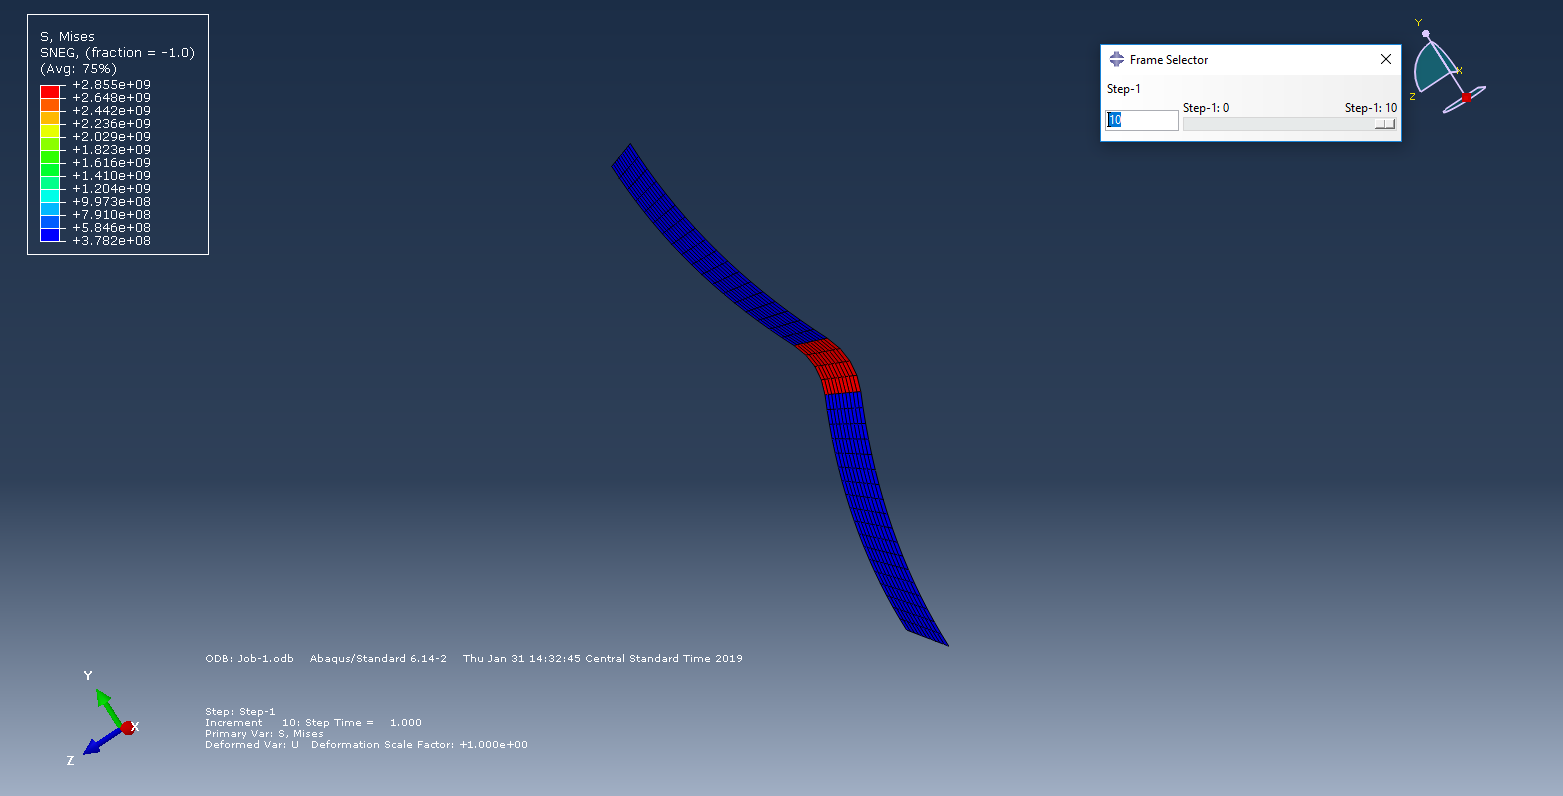 S, Mises
SNEG, (fraction = -1.0)
(Avg: 75%)
+2.855e+09
+2.648e+09
+2.442e+09
+2.236e+09
+2.029e+09
+1.823e+09
+1.616e+09
+1.410e+09
+1.204e+09
+9.973e+08
+7.910e+08
+5.846e+08
+3.782e+08
Frame Selector
Step-1
Step-1: 0 Step-1: 10
10
Y
X
Z
ODB: Job-1.odb Abaqus/Standard 6.14-2 Thu Jan 31 14:32:45 Central Standard Time 2019
Y
X
Z
Step: Step-1
Increment 10: Step Time = 1.000
Primary Var: S, Mises
Deformed Var: U Deformation Scale Factor: +1.000e+00